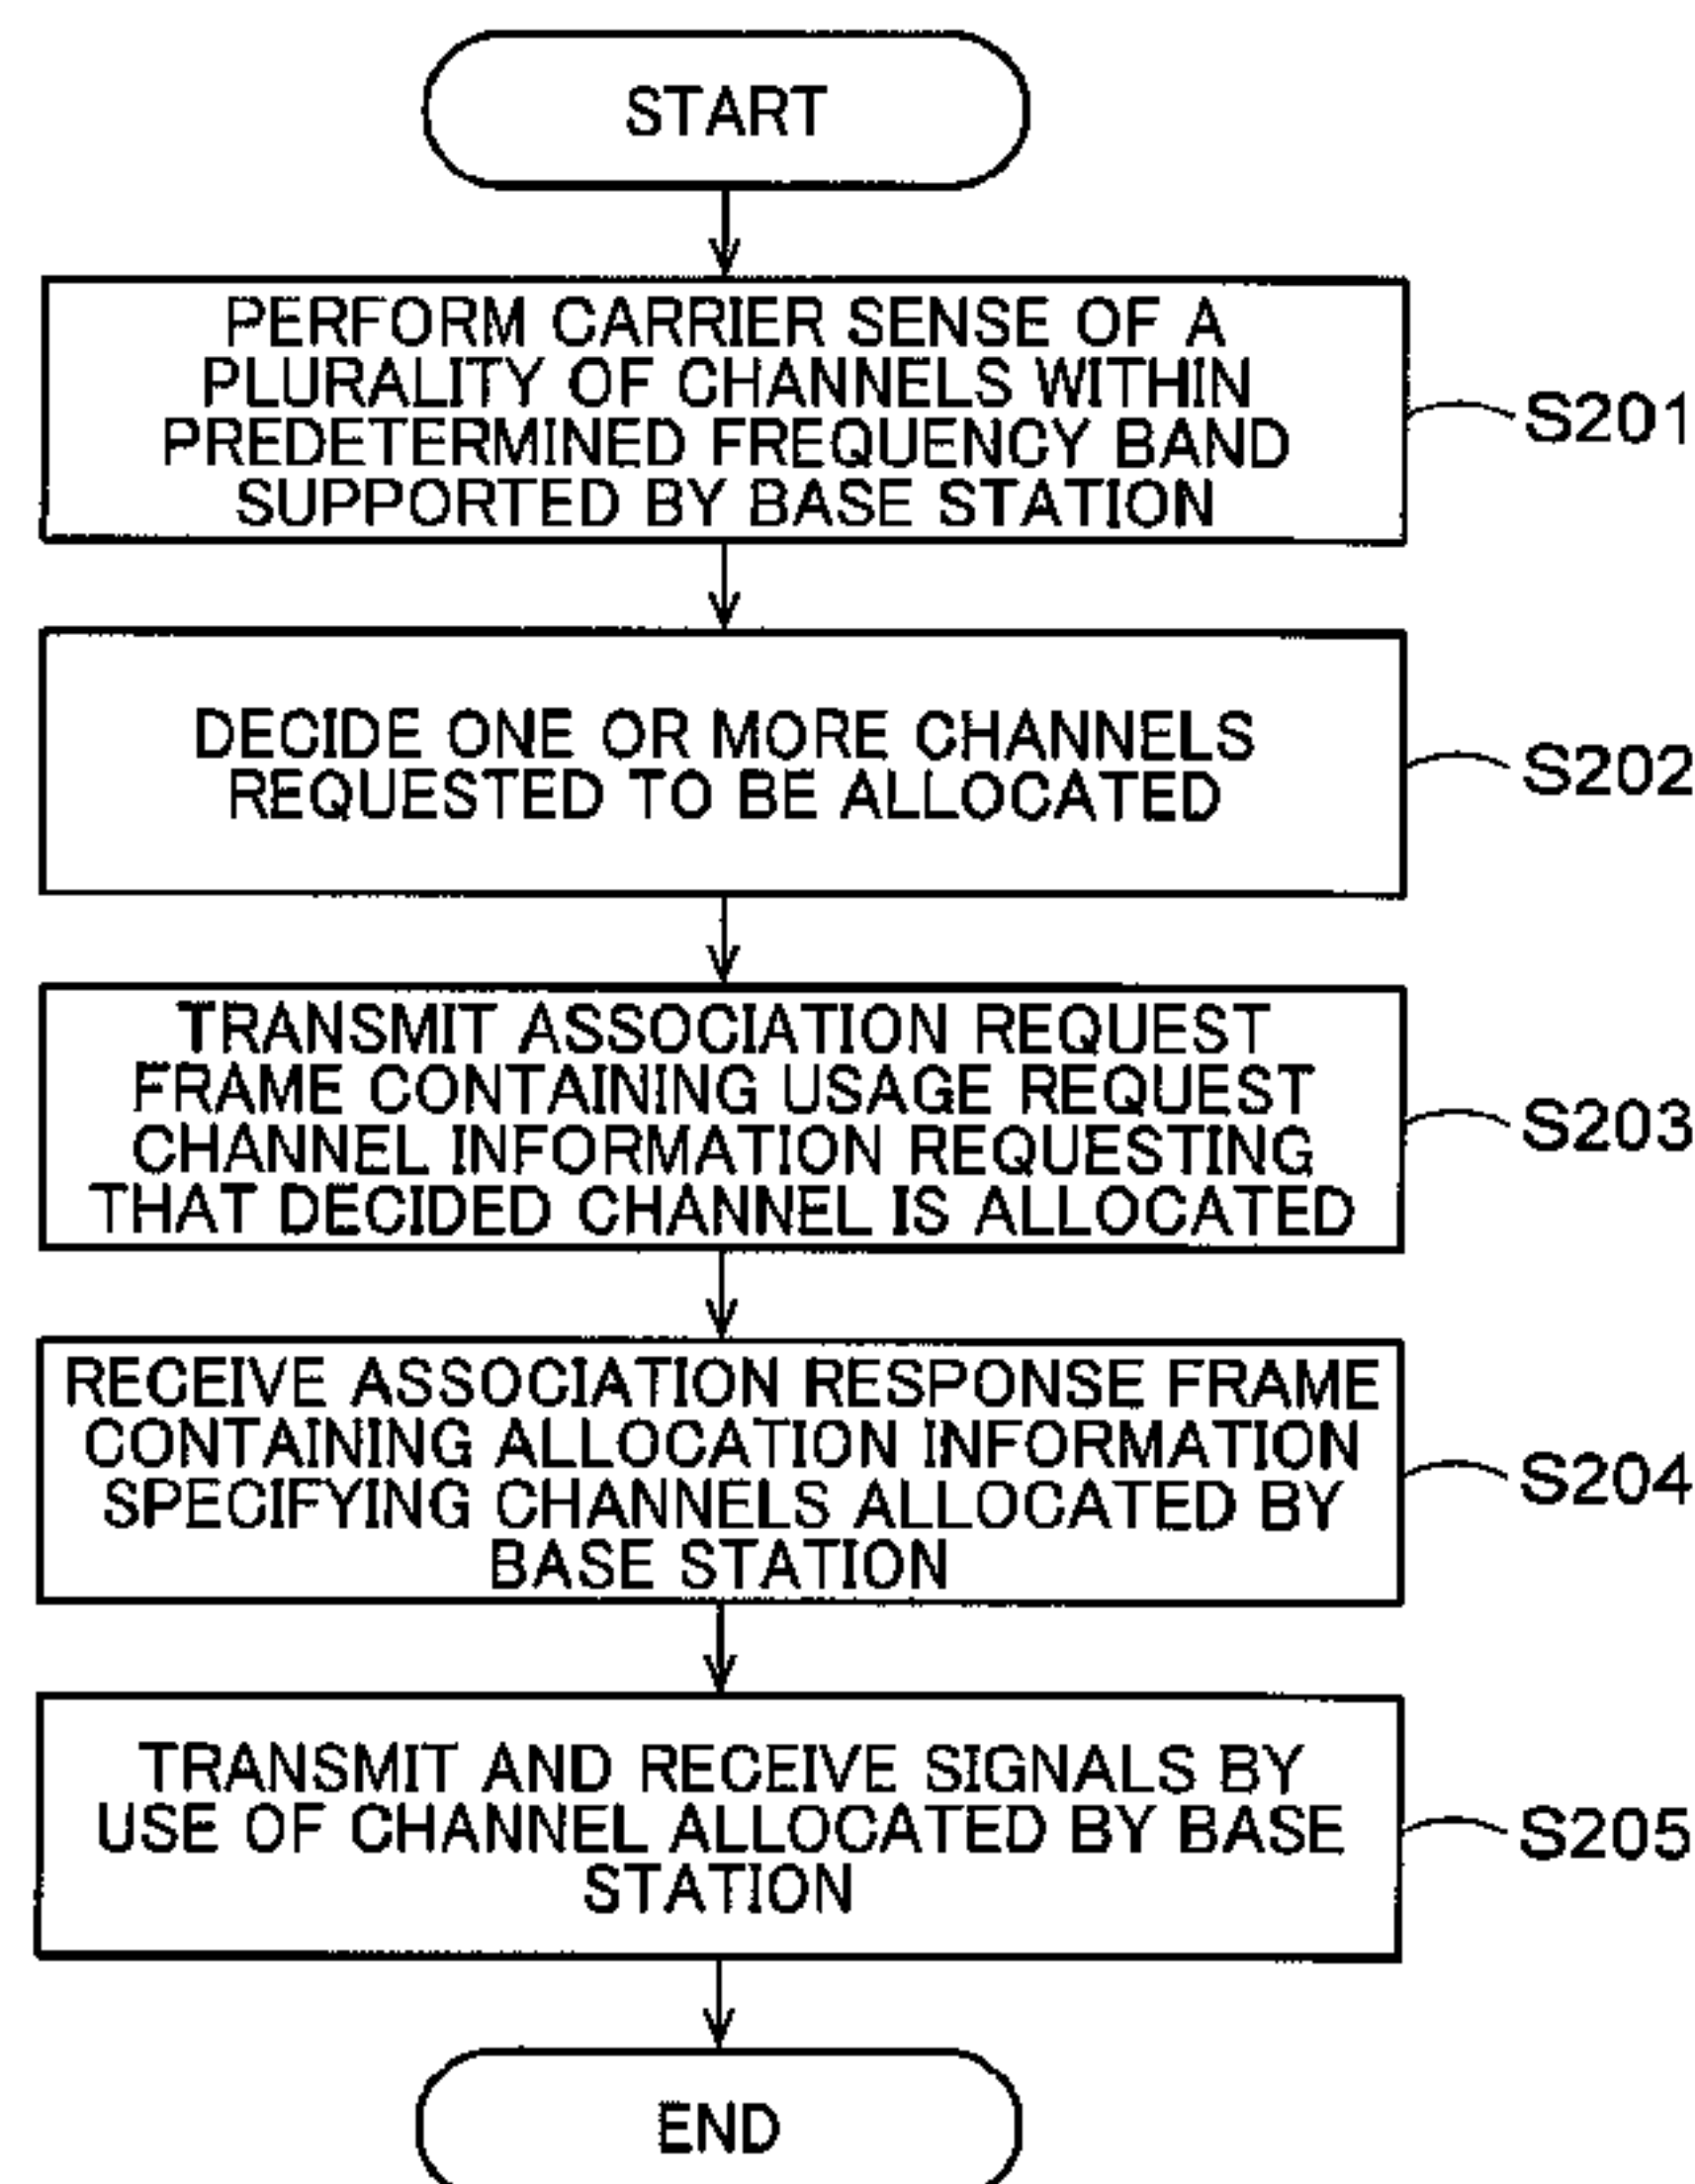 START
PERFORM CARRIER SENSE OF A
PLURALITY OF CHANNELS WITHIN
PREDETERMINED FREQUENCY BAND
SUPPORTED BY BASE STATION
S201
DECIDE ONE OR MORE CHANNELS
REQUESTED TO BE ALLOCATED
S202
TRANSMIT ASSOCIATION REQUEST
FRAME CONTAINING USAGE REQUEST
CHANNEL INFORMATION REQUESTING
THAT DECIDED CHANNEL IS ALLOCATED
S203
RECEIVE ASSOCIATION RESPONSE FRAME
CONTAINING ALLOCATION INFORMATION
SPECIFYING CHANNELS ALLOCATED BY
BASE STATION
S204
TRANSMIT AND RECEIVE SIGNALS BY
USE OF CHANNEL ALLOCATED BY BASE
STATION
S205
END